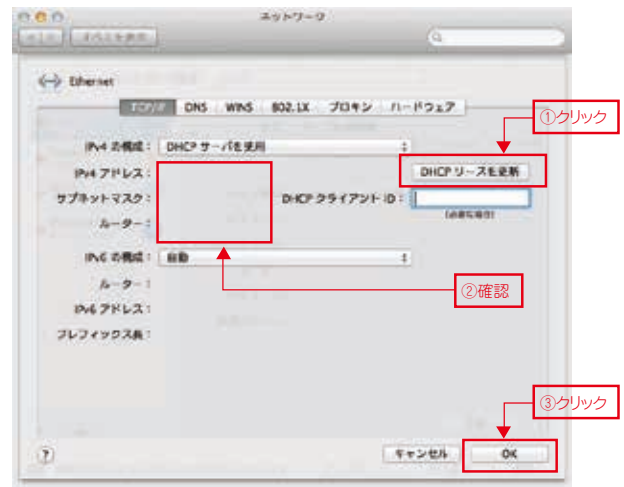 ネットワーク
すべてを表示
Ethernet
TCP/IP DNS WINS 802.1X プロキシ ハードウェア
①クリック
IPv4 の構成： DHCP サーバを使用
IPv4 アドレス： DHCP リースを更新
サブネットマスク： DHCP クライアント ID：
ルーター： （必要な場合）
IPv6 の構成： 自動
ルーター：
②確認
IPv6 アドレス：
プレフィックス長：
③クリック
? キャンセル OK